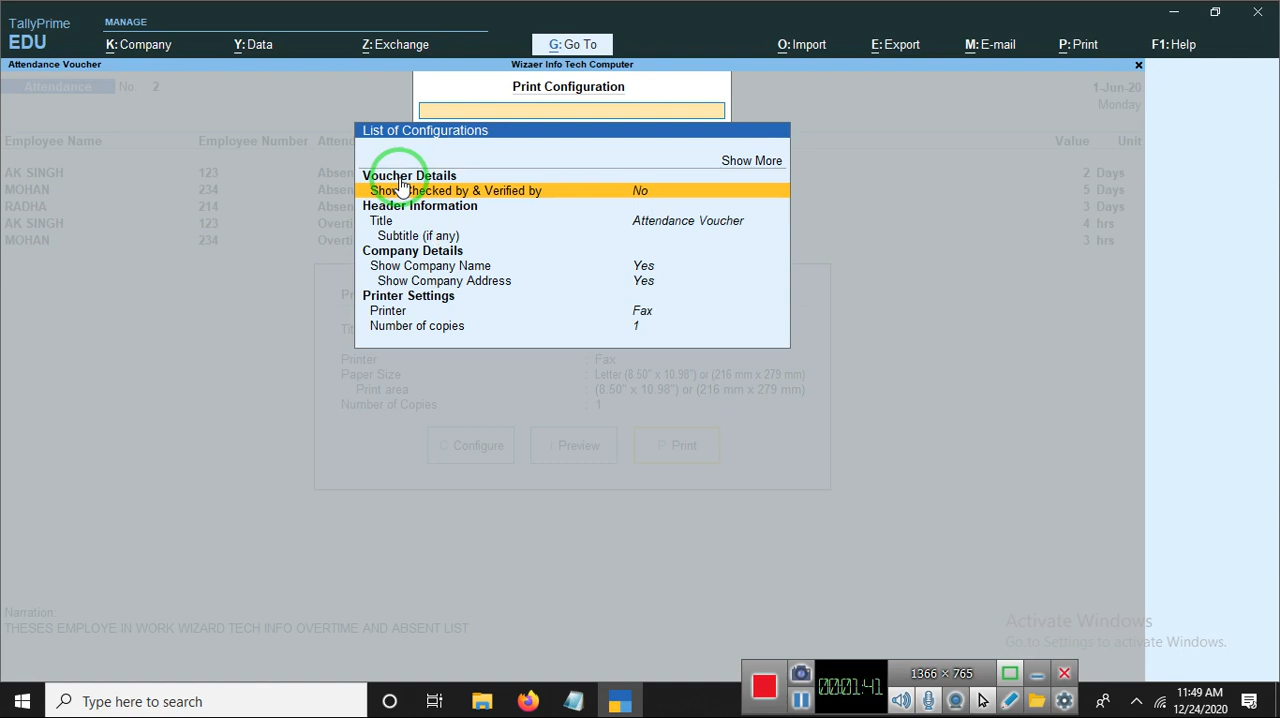 TallyPrime
EDU
MANAGE
K: Company
Y: Data
Z: Exchange
G: Go To
O: Import
E: Export
M: E-mail
P: Print
F1: Help
Attendance Voucher
Wizaer Info Tech Computer
Attendance
No.
2
1-Jun-20
Monday
Print Configuration
List of Configurations
Employee Name
Employee Number
Value
Unit
Show More
Voucher Details
AK SINGH
123
2 Days
Show Checked by & Verified by
No
MOHAN
234
5 Days
Header Information
RADHA
234
3 Days
Title
Attendance Voucher
AK SINGH
123
4 hrs
Subtitle (if any)
MOHAN
234
3 hrs
Company Details
Show Company Name
Yes
Show Company Address
Yes
Printer Settings
Printer
Fax
Number of copies
1
Printer
: Fax
Paper Size
: Letter (8.50" x 10.98") or (216 mm x 279 mm)
Print area
: (8.50" x 10.98") or (216 mm x 279 mm)
Number of Copies
: 1
C: Configure
I: Preview
P: Print
Narration:
THESES EMPLOYE IN WORK WIZARD TECH INFO OVERTIME AND ABSENT LIST
Activate Windows
Go to Settings to activate Windows.
1366 x 765
000:01:41
Type here to search
11:49 AM
12/24/2020